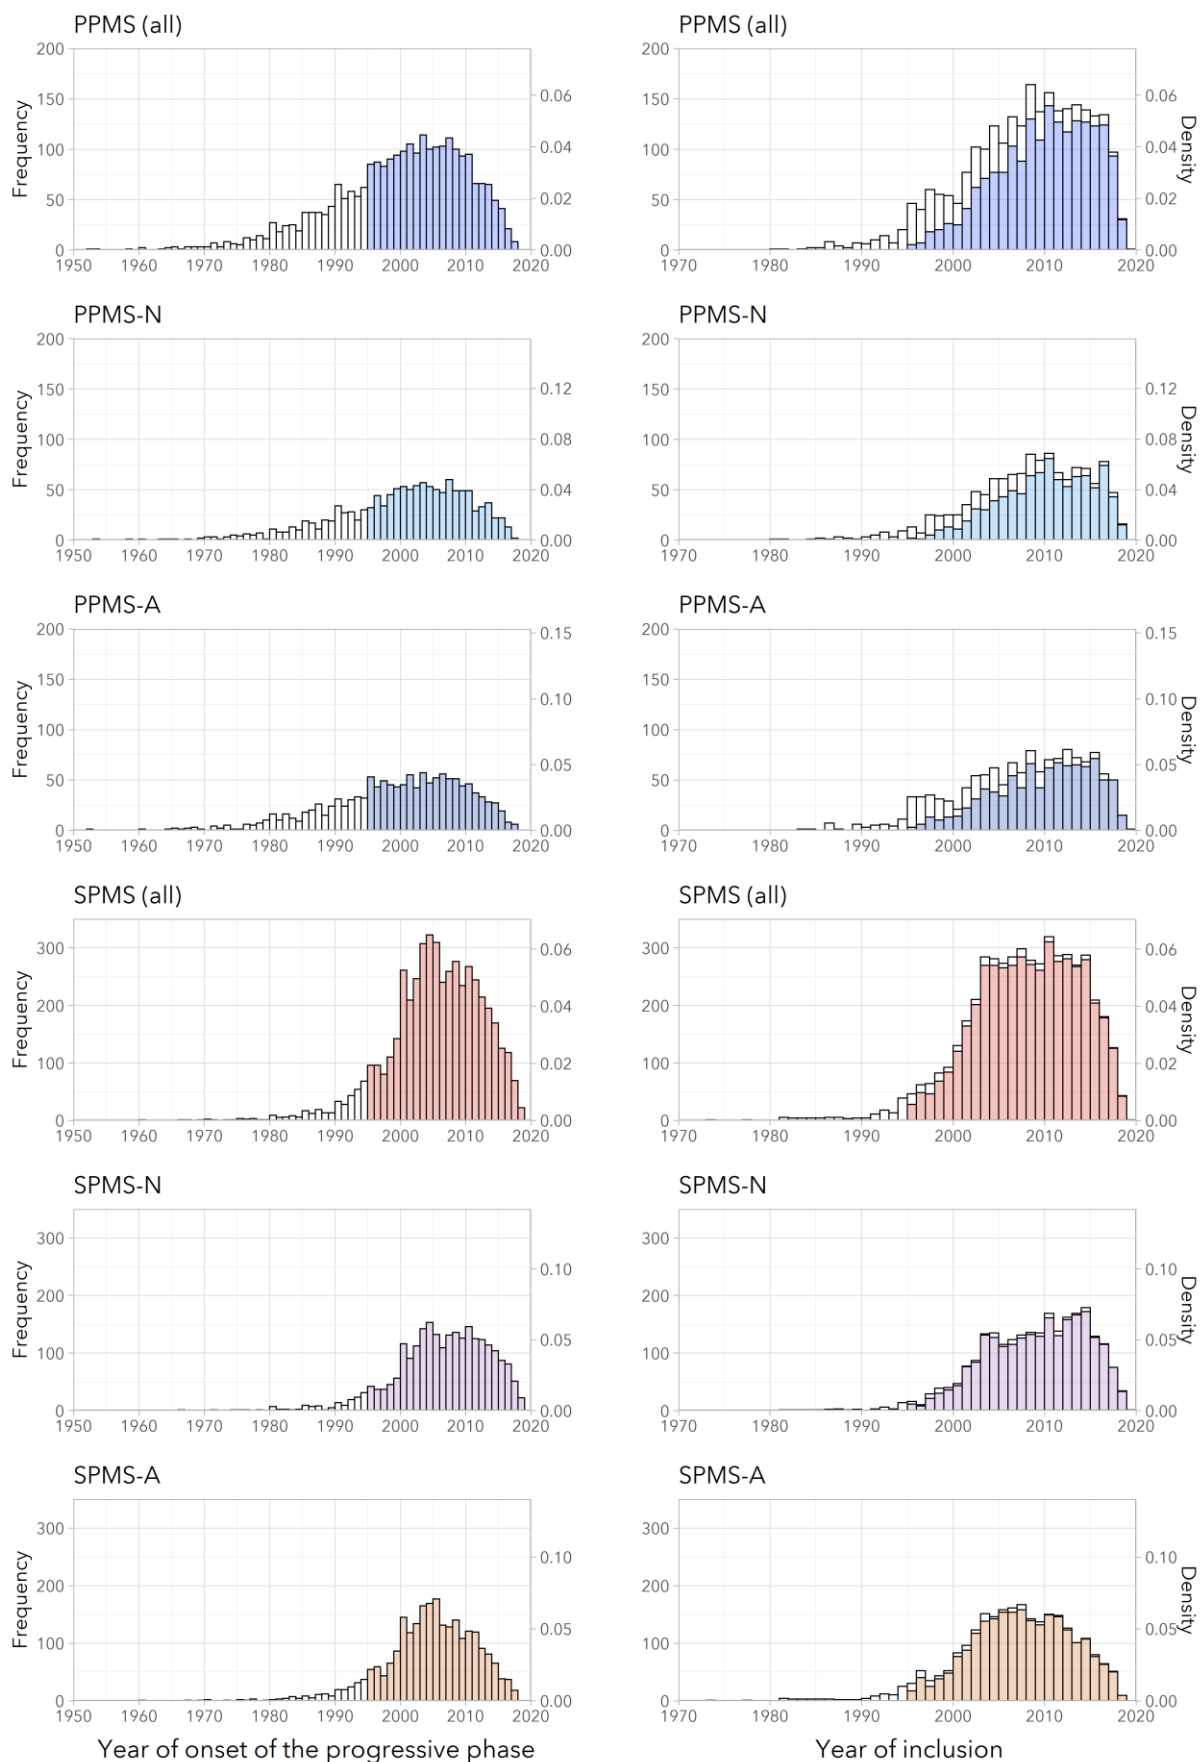 PPMS (all) PPMS (all)
200 200
150 0.06 150 0.06
100 0.04 100 0.04
50 0.02 50 0.02
0 0.00 0 0.00
Frequency Density
1950 1960 1970 1980 1990 2000 2010 2020 1970 1980 1990 2000 2010 2020
PPMS-N PPMS-N
200 200
150 0.12 150 0.12
100 0.08 100 0.08
50 0.04 50 0.04
0 0.00 0 0.00
Frequency Density
1950 1960 1970 1980 1990 2000 2010 2020 1970 1980 1990 2000 2010 2020
PPMS-A PPMS-A
200 0.15 200 0.15
150 0.10 150 0.10
100 100
50 0.05 50 0.05
0 0.00 0 0.00
Frequency Density
1950 1960 1970 1980 1990 2000 2010 2020 1970 1980 1990 2000 2010 2020
SPMS (all) SPMS (all)
300 0.06 300 0.06
200 0.04 200 0.04
100 0.02 100 0.02
0 0.00 0 0.00
Frequency Density
1950 1960 1970 1980 1990 2000 2010 2020 1970 1980 1990 2000 2010 2020
SPMS-N SPMS-N
300 0.10 300 0.10
200 200
100 0.05 100 0.05
0 0.00 0 0.00
Frequency Density
1950 1960 1970 1980 1990 2000 2010 2020 1970 1980 1990 2000 2010 2020
SPMS-A SPMS-A
300 0.10 300 0.10
200 200
100 0.05 100 0.05
0 0.00 0 0.00
Frequency Density
1950 1960 1970 1980 1990 2000 2010 2020 1970 1980 1990 2000 2010 2020
Year of onset of the progressive phase Year of inclusion